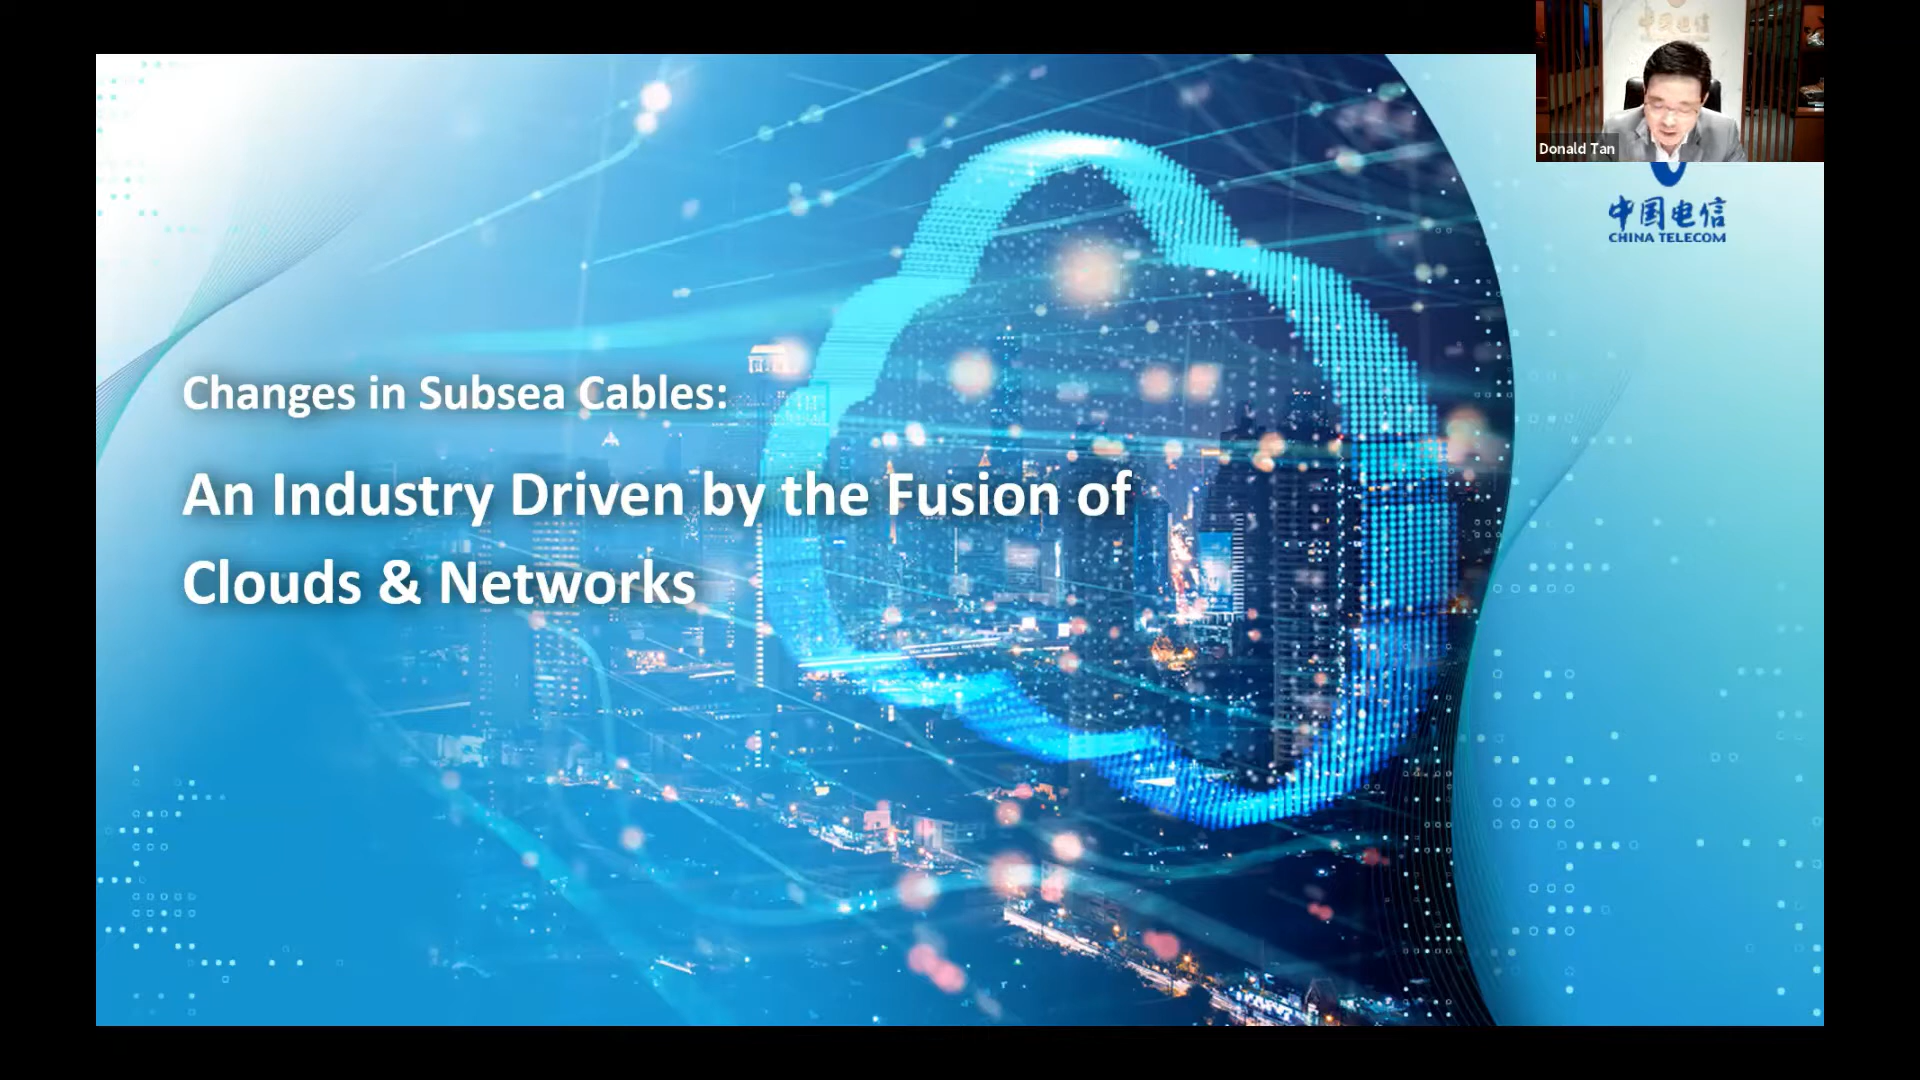 Donald Tan
中国电信
CHINA TELECOM
Changes in Subsea Cables:
An Industry Driven by the Fusion of
Clouds & Networks